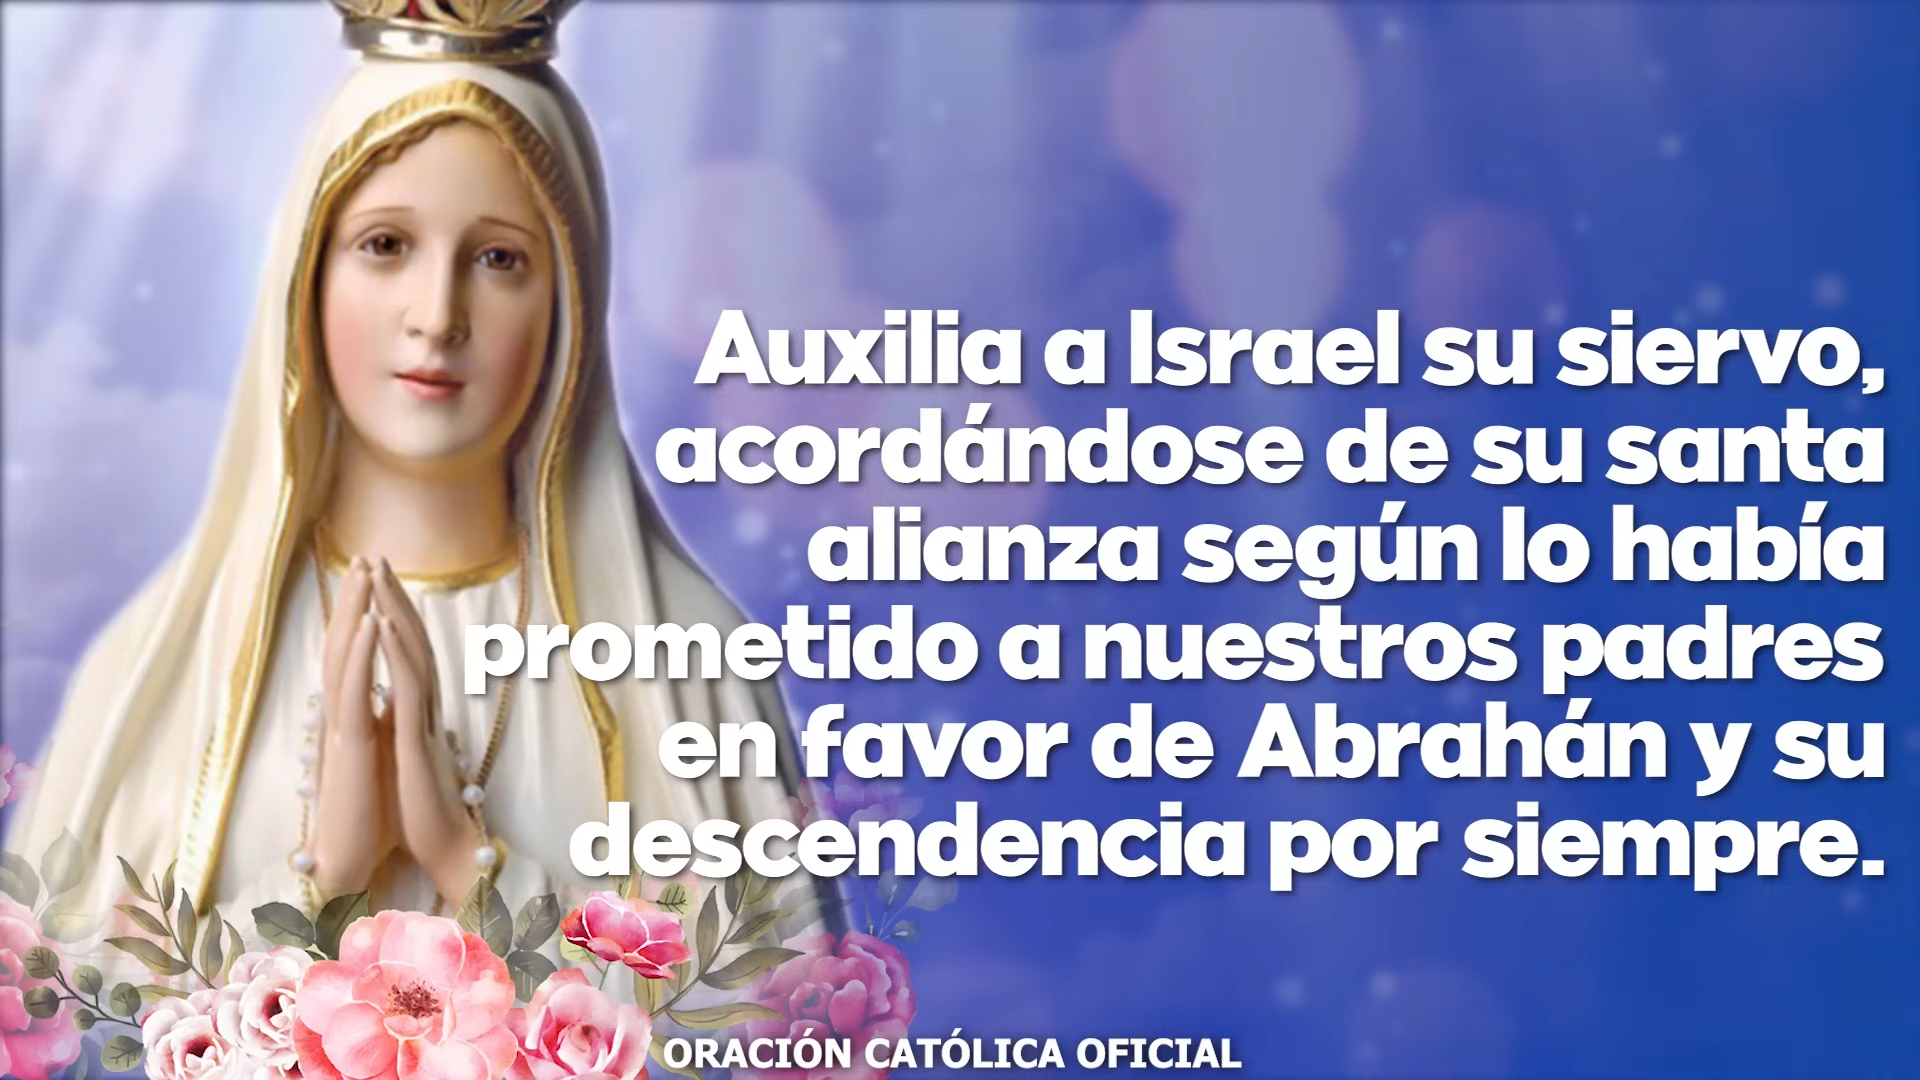 Auxilia a Israel su siervo,
acordándose de su santa
alianza según lo había
prometido a nuestros padres
en favor de Abrahán y su
descendencia por siempre.
ORACIÓN CATÓLICA OFICIAL